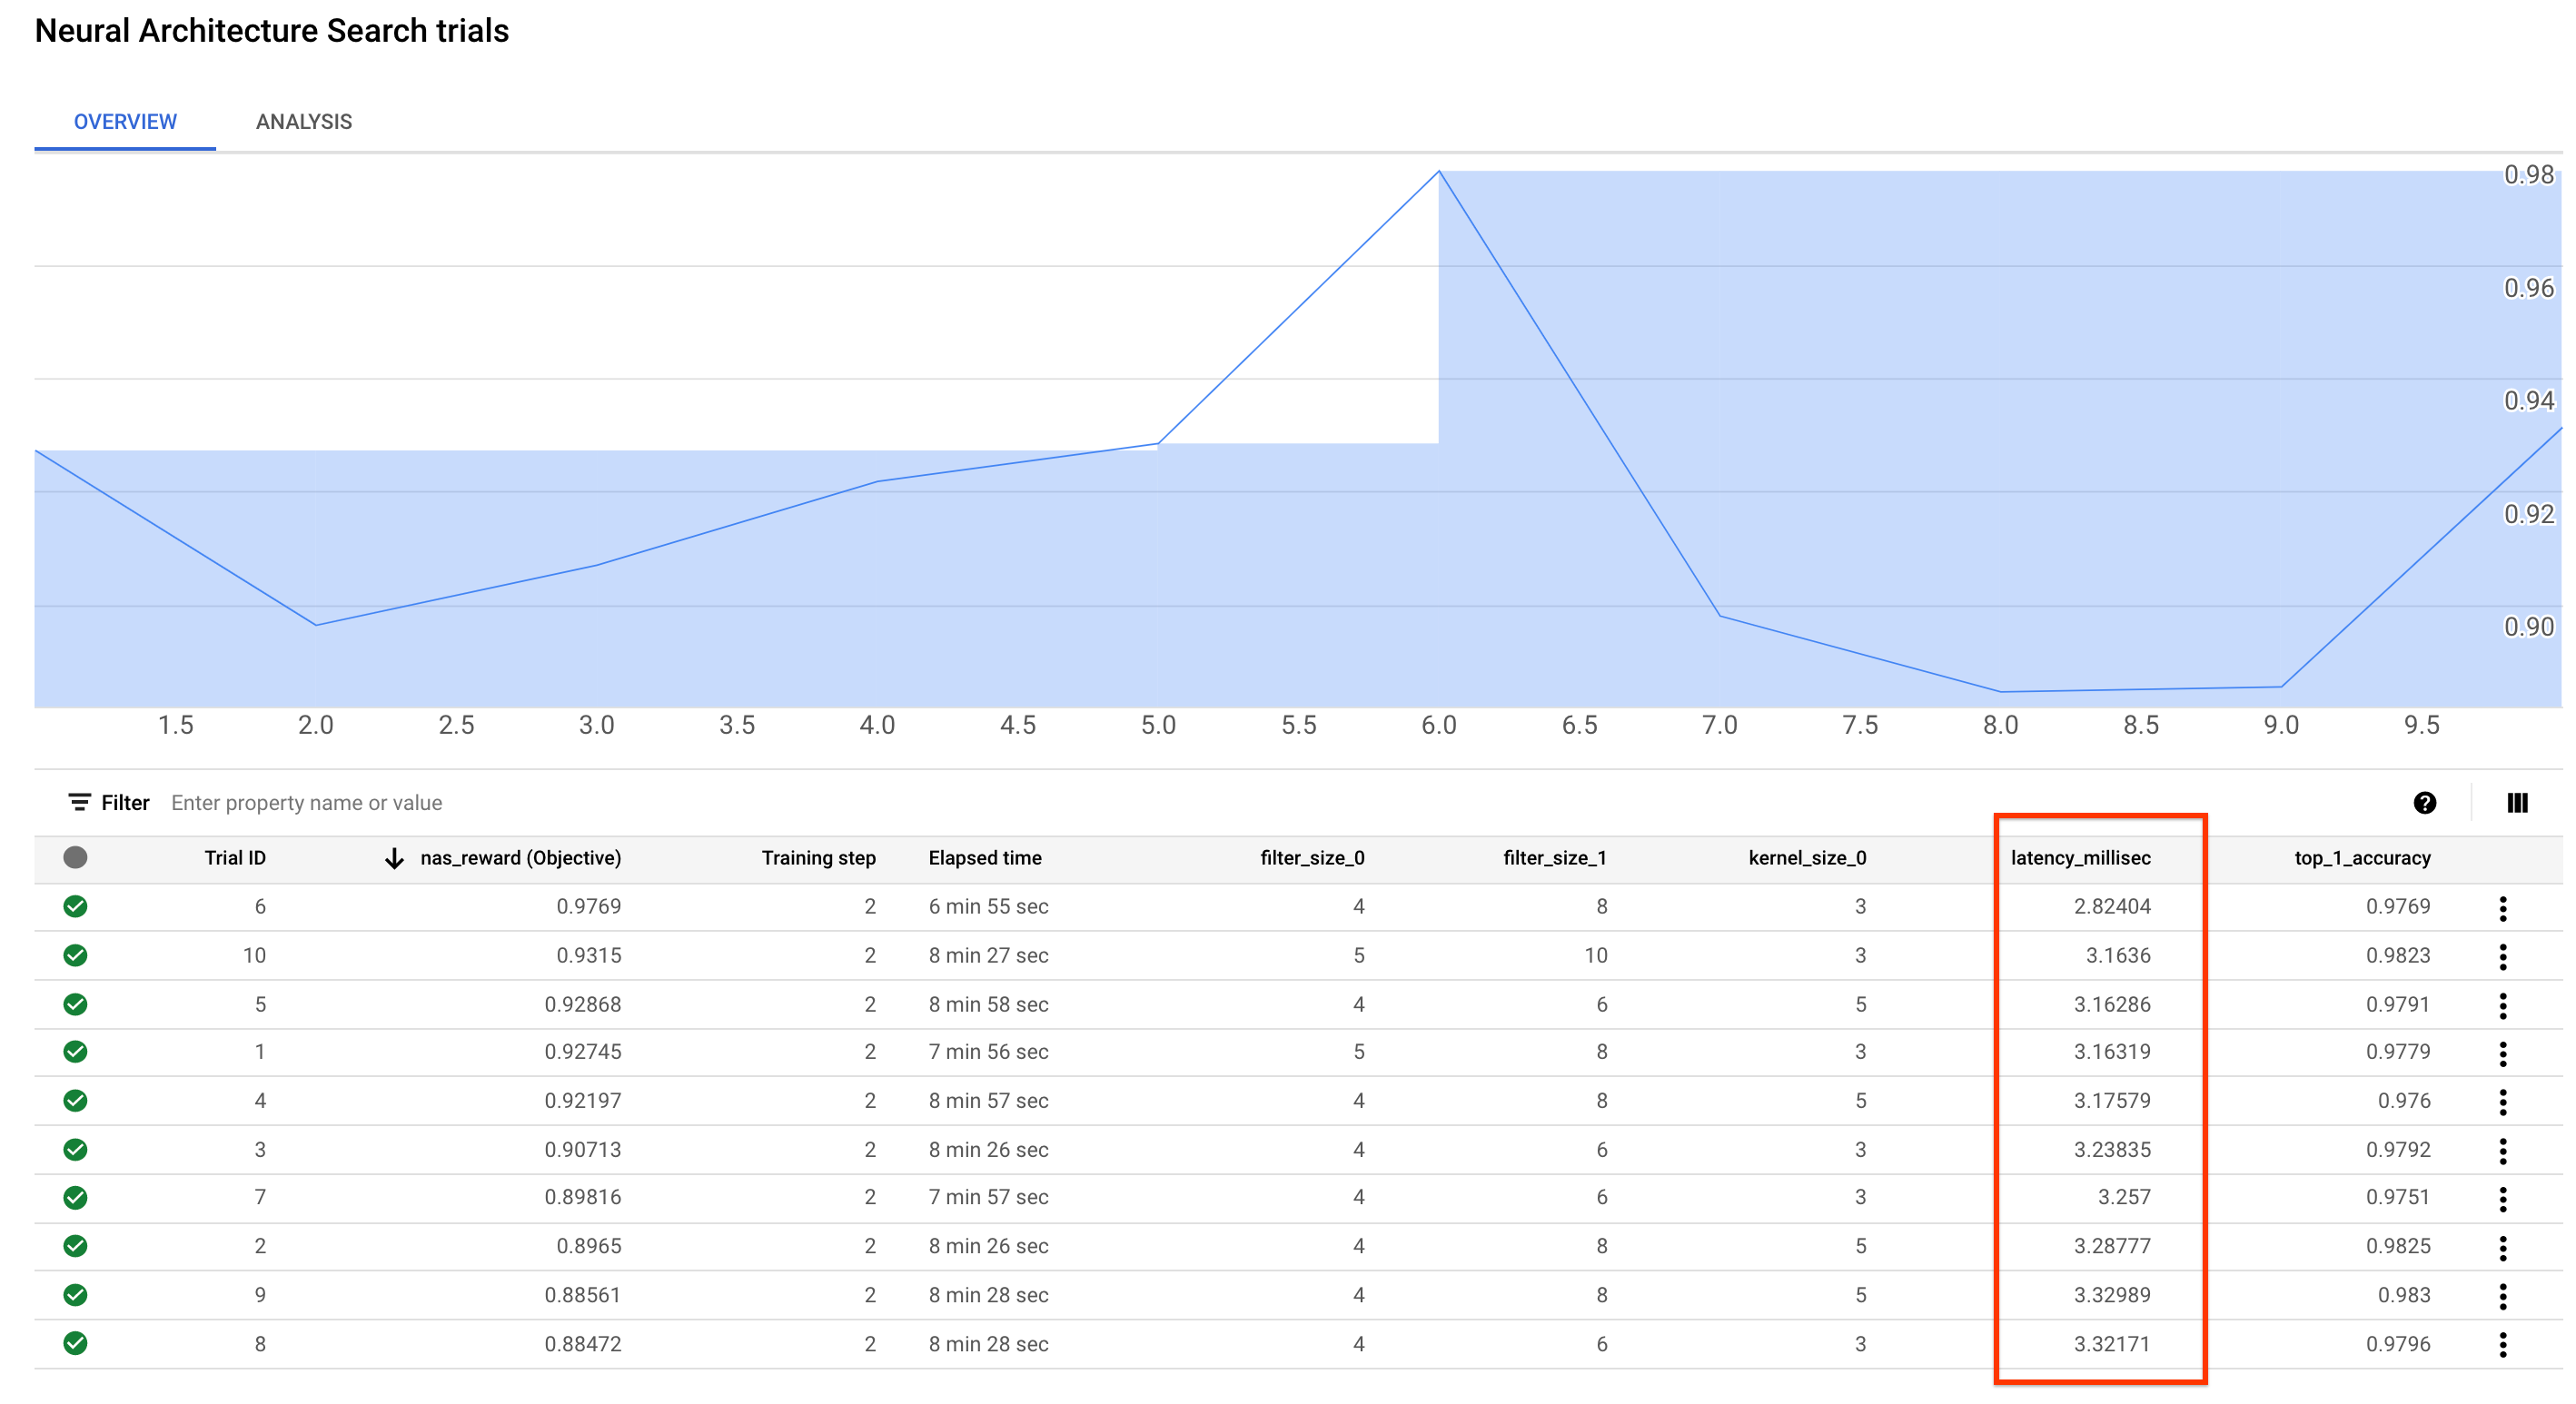 Neural Architecture Search trials
OVERVIEW ANALYSIS
0.98
0.96
0.94
0.92
0.90
1.5 2.0 2.5 3.0 3.5 4.0 4.5 5.0 5.5 6.0 6.5 7.0 7.5 8.0 8.5 9.0 9.5
Filter Enter property name or value ?
Trial ID nas_reward (Objective) Training step Elapsed time filter_size_0 filter_size_1 kernel_size_0 latency_millisec top_1_accuracy
6 0.9769 2 6 min 55 sec 4 8 3 2.82404 0.9769
10 0.9315 2 8 min 27 sec 5 10 3 3.1636 0.9823
5 0.92868 2 8 min 58 sec 4 6 5 3.16286 0.9791
1 0.92745 2 7 min 56 sec 5 8 3 3.16319 0.9779
4 0.92197 2 8 min 57 sec 4 8 5 3.17579 0.976
3 0.90713 2 8 min 26 sec 4 6 3 3.23835 0.9792
7 0.89816 2 7 min 57 sec 4 6 3 3.257 0.9751
2 0.8965 2 8 min 26 sec 4 8 5 3.28777 0.9825
9 0.88561 2 8 min 28 sec 4 8 5 3.32989 0.983
8 0.88472 2 8 min 28 sec 4 6 3 3.32171 0.9796